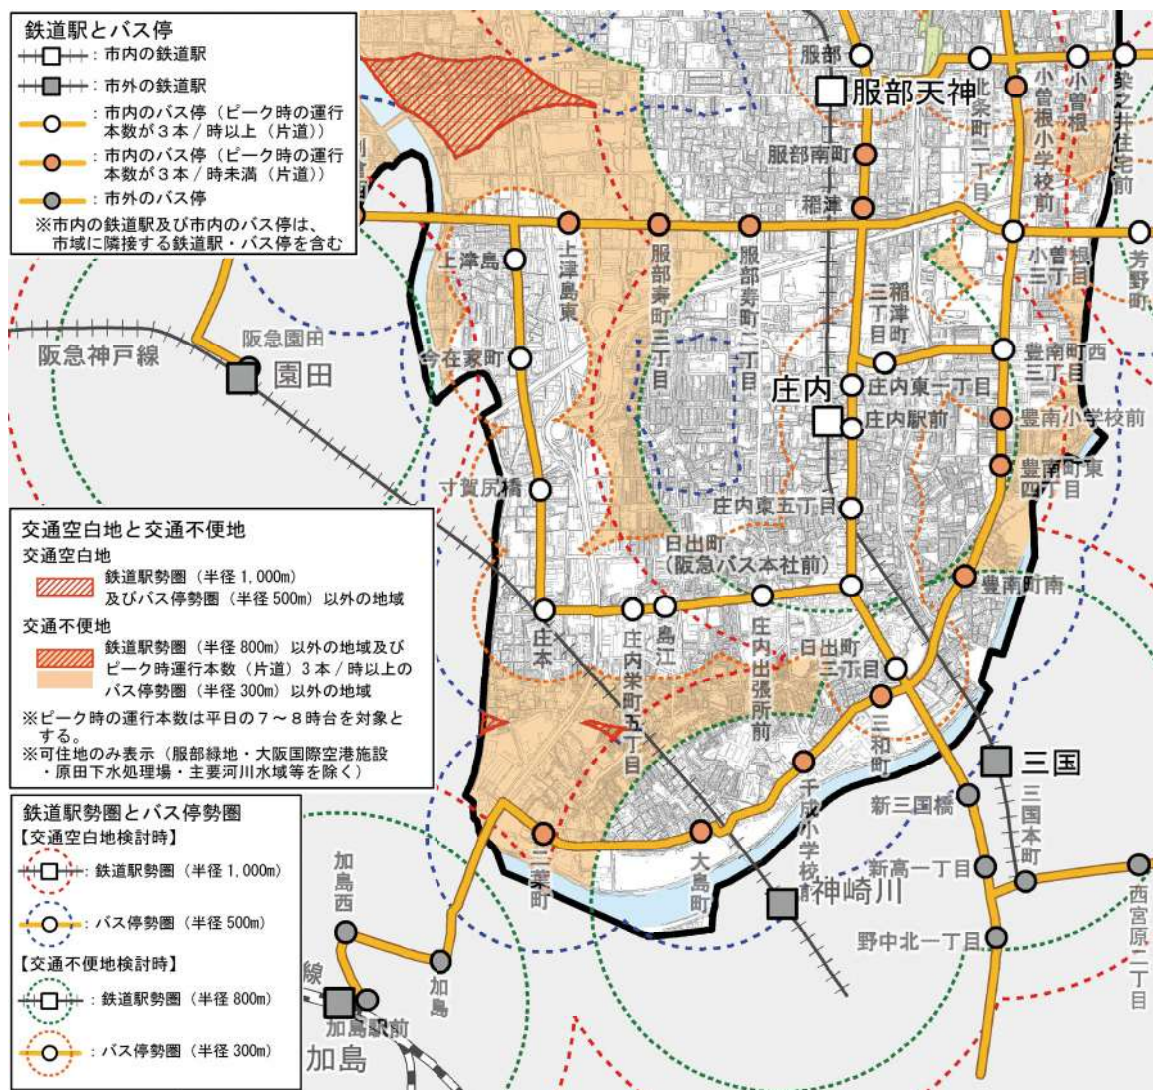 鉄道駅とバス停
：市内の鉄道駅
：市外の鉄道駅
：市内のバス停（ピーク時の運行
本数が３本／時以上（片道））
：市内のバス停（ピーク時の運行
本数が３本／時未満（片道））
：市外のバス停
※市内の鉄道駅及び市内のバス停は、
市域に隣接する鉄道駅・バス停を含む
服部
服部天神
北条町二丁目
小曽根小学校前
小曽根
染之井住宅前
服部南町
稲津
上津島
上津島東
服部寿町三丁目
服部寿町二丁目
小曽根三丁目
芳野町
稲津町三丁目
阪急神戸線
阪急園田
園田
今在家町
豊南町西三丁目
庄内
庄内東一丁目
庄内駅前
豊南小学校前
豊南町東四丁目
寸賀尻橋
庄内東五丁目
日出町
（阪急バス本社前）
豊南町南
庄本
庄内栄町五丁目
島江
庄内出張所前
日出町三丁目
三和町
三国
新三国橋
三国本町
千成小学校前
新高一丁目
西宮原二丁目
二葉町
大島町
神崎川
野中北一丁目
加島西
加島
線
加島駅前
加島
交通空白地と交通不便地
交通空白地
鉄道駅勢圏（半径 1,000m）
及びバス停勢圏（半径 500m）以外の地域
交通不便地
鉄道駅勢圏（半径 800m）以外の地域及び
ピーク時運行本数（片道）３本／時以上の
バス停勢圏（半径 300m）以外の地域
※ピーク時の運行本数は平日の７～８時台を対象と
する。
※可住地のみ表示（服部緑地・大阪国際空港施設
・原田下水処理場・主要河川水域等を除く）
鉄道駅勢圏とバス停勢圏
【交通空白地検討時】
：鉄道駅勢圏（半径 1,000m）
：バス停勢圏（半径 500m）
【交通不便地検討時】
：鉄道駅勢圏（半径 800m）
：バス停勢圏（半径 300m）